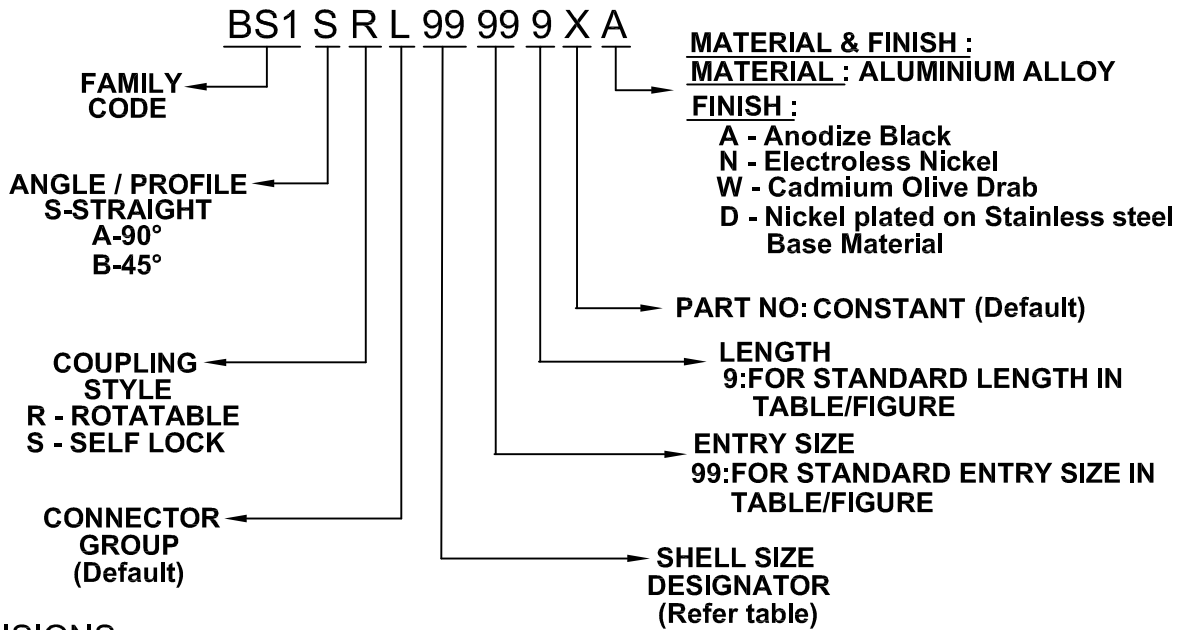 BS1 S R L 99 99 9 X A
FAMILY
CODE
ANGLE / PROFILE
S-STRAIGHT
A-90°
B-45°
COUPLING
STYLE
R - ROTATABLE
S - SELF LOCK
CONNECTOR
GROUP
(Default)
MATERIAL & FINISH :
MATERIAL : ALUMINIUM ALLOY
FINISH :
A - Anodize Black
N - Electroless Nickel
W - Cadmium Olive Drab
D - Nickel plated on Stainless steel
Base Material
PART NO: CONSTANT (Default)
LENGTH
9:FOR STANDARD LENGTH IN
TABLE/FIGURE
ENTRY SIZE
99:FOR STANDARD ENTRY SIZE IN
TABLE/FIGURE
SHELL SIZE
DESIGNATOR
(Refer table)